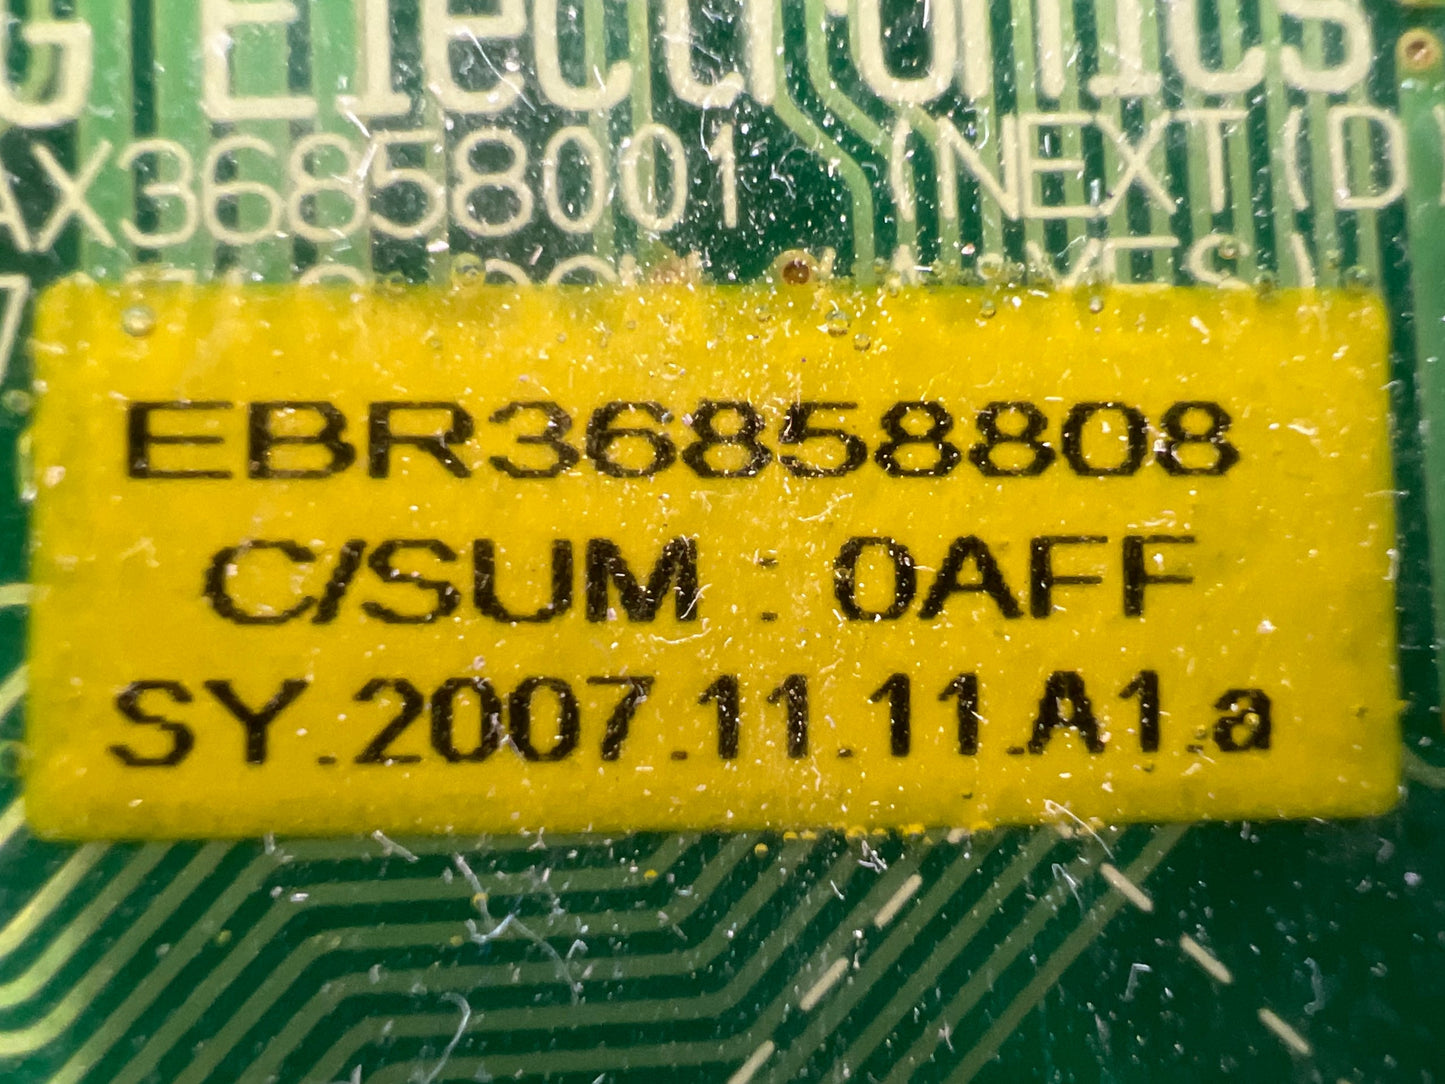 G Electronics
AX36858001 (NEXT(D
EBR36858808
C/SUM : 0AFF
SY.2007.11.11.A1.a